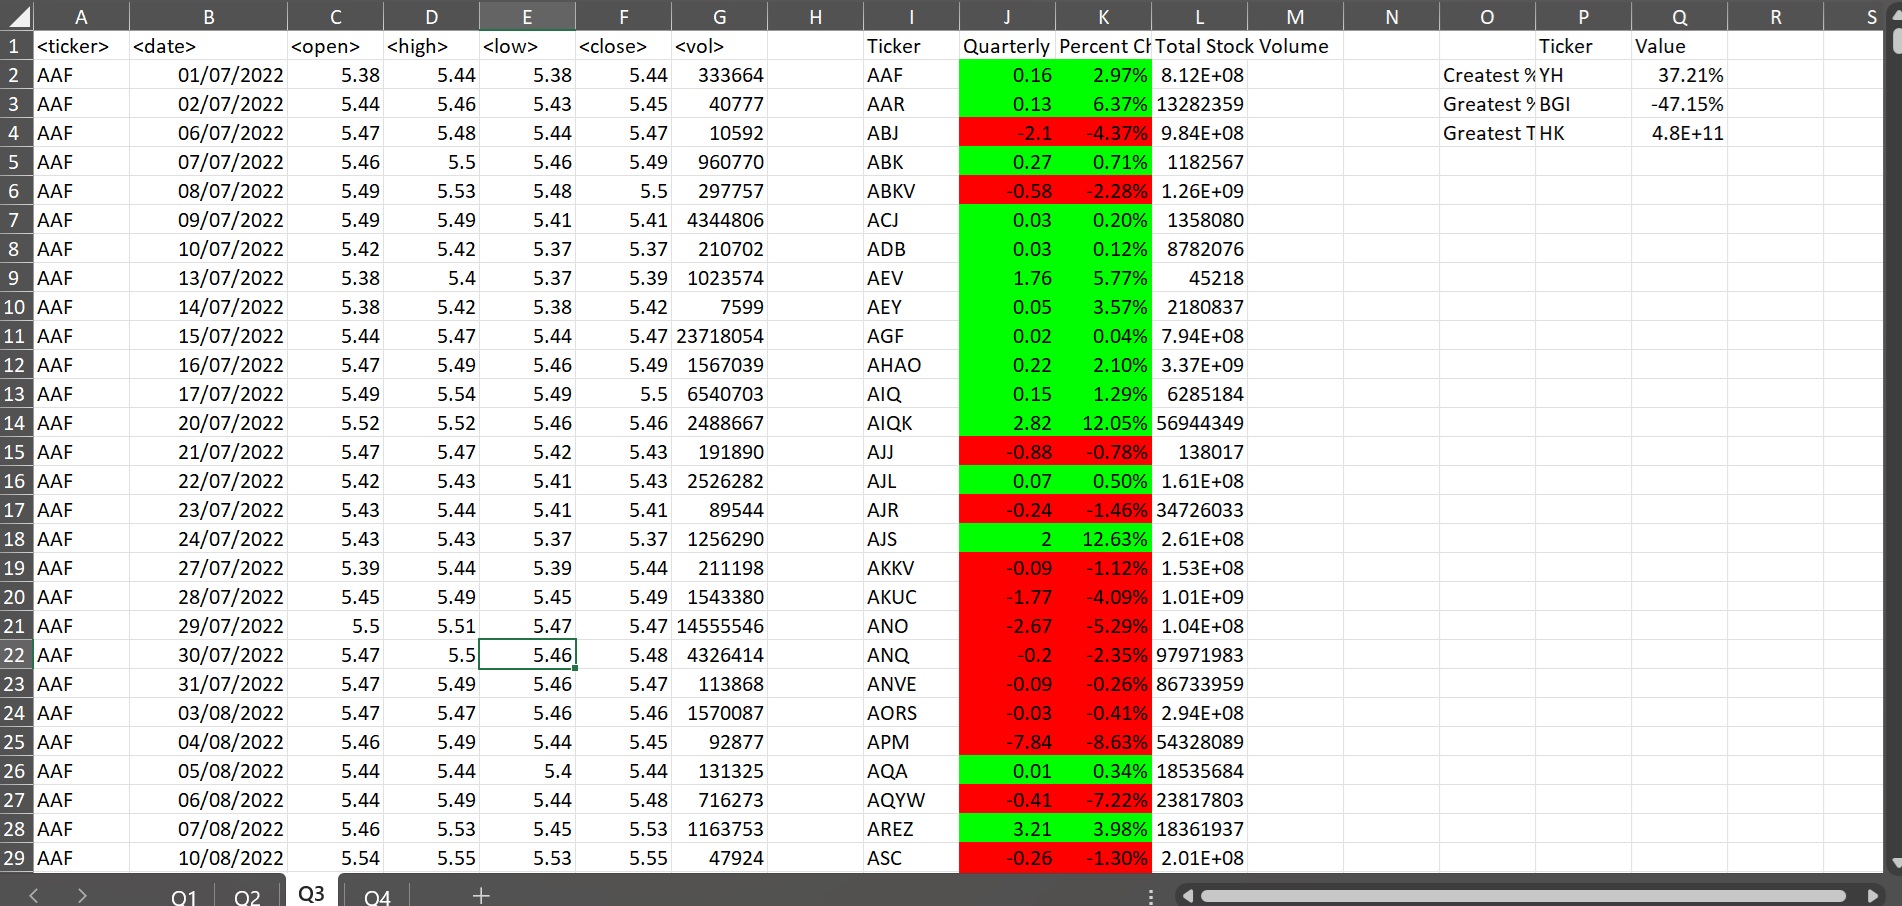 A B C D E F G H I J K L M N O P Q R S
1 <ticker> <date> <open> <high> <low> <close> <vol> Ticker Quarterly Percent Ch Total Stock Volume Ticker Value
2 AAF 01/07/2022 5.38 5.44 5.38 5.44 333664 AAF 0.16 2.97% 8.12E+08 Createst % YH 37.21%
3 AAF 02/07/2022 5.44 5.46 5.43 5.45 40777 AAR 0.13 6.37% 13282359 Greatest % BGI -47.15%
4 AAF 06/07/2022 5.47 5.48 5.44 5.47 10592 ABJ -2.1 -4.37% 9.84E+08 Greatest T HK 4.8E+11
5 AAF 07/07/2022 5.46 5.5 5.46 5.49 960770 ABK 0.27 0.71% 1182567
6 AAF 08/07/2022 5.49 5.53 5.48 5.5 297757 ABKV -0.58 -2.28% 1.26E+09
7 AAF 09/07/2022 5.49 5.49 5.41 5.41 4344806 ACJ 0.03 0.20% 1358080
8 AAF 10/07/2022 5.42 5.42 5.37 5.37 210702 ADB 0.03 0.12% 8782076
9 AAF 13/07/2022 5.38 5.4 5.37 5.39 1023574 AEV 1.76 5.77% 45218
10 AAF 14/07/2022 5.38 5.42 5.38 5.42 7599 AEY 0.05 3.57% 2180837
11 AAF 15/07/2022 5.44 5.47 5.44 5.47 23718054 AGF 0.02 0.04% 7.94E+08
12 AAF 16/07/2022 5.47 5.49 5.46 5.49 1567039 AHAO 0.22 2.10% 3.37E+09
13 AAF 17/07/2022 5.49 5.54 5.49 5.5 6540703 AIQ 0.15 1.29% 6285184
14 AAF 20/07/2022 5.52 5.52 5.46 5.46 2488667 AIQK 2.82 12.05% 56944349
15 AAF 21/07/2022 5.47 5.47 5.42 5.43 191890 AJJ -0.88 -0.78% 138017
16 AAF 22/07/2022 5.42 5.43 5.41 5.43 2526282 AJL 0.07 0.50% 1.61E+08
17 AAF 23/07/2022 5.43 5.44 5.41 5.41 89544 AJR -0.24 -1.46% 34726033
18 AAF 24/07/2022 5.43 5.43 5.37 5.37 1256290 AJS 2 12.63% 2.61E+08
19 AAF 27/07/2022 5.39 5.44 5.39 5.44 211198 AKKV -0.09 -1.12% 1.53E+08
20 AAF 28/07/2022 5.45 5.49 5.45 5.49 1543380 AKUC -1.77 -4.09% 1.01E+09
21 AAF 29/07/2022 5.5 5.51 5.47 5.47 14555546 ANO -2.67 -5.29% 1.04E+08
22 AAF 30/07/2022 5.47 5.5 5.46 5.48 4326414 ANQ -0.2 -2.35% 97971983
23 AAF 31/07/2022 5.47 5.49 5.46 5.47 113868 ANVE -0.09 -0.26% 86733959
24 AAF 03/08/2022 5.47 5.47 5.46 5.46 1570087 AORS -0.03 -0.41% 2.94E+08
25 AAF 04/08/2022 5.46 5.49 5.44 5.45 92877 APM -7.84 -8.63% 54328089
26 AAF 05/08/2022 5.44 5.44 5.4 5.44 131325 AQA 0.01 0.34% 18535684
27 AAF 06/08/2022 5.44 5.49 5.44 5.48 716273 AQYW -0.41 -7.22% 23817803
28 AAF 07/08/2022 5.46 5.53 5.45 5.53 1163753 AREZ 3.21 3.98% 18361937
29 AAF 10/08/2022 5.54 5.55 5.53 5.55 47924 ASC -0.26 -1.30% 2.01E+08
Q1 Q2 Q3 Q4 +